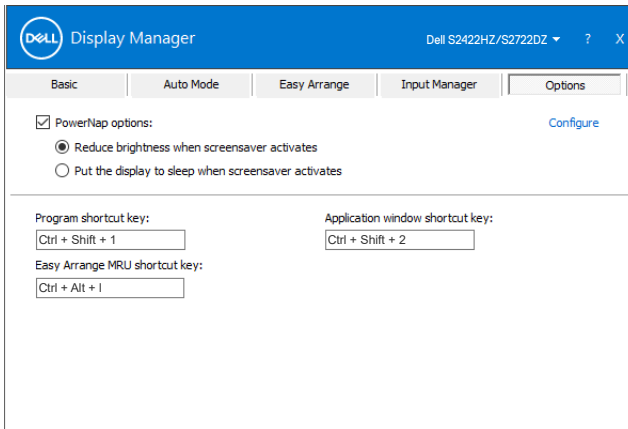 DELL Display Manager
Dell S2422HZ/S2722DZ ? X
Basic Auto Mode Easy Arrange Input Manager Options
PowerNap options: Configure
Reduce brightness when screensaver activates
Put the display to sleep when screensaver activates
Program shortcut key: Application window shortcut key:
Ctrl + Shift + 1 Ctrl + Shift + 2
Easy Arrange MRU shortcut key:
Ctrl + Alt + l